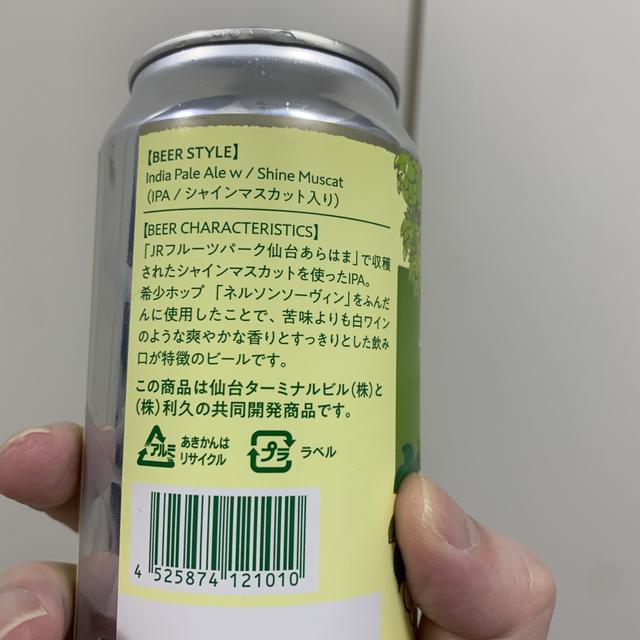 【BEER STYLE】
India Pale Ale w / Shine Muscat
（IPA / シャインマスカット入り）
【BEER CHARACTERISTICS】
「JRフルーツパーク仙台あらはま」で収穫
されたシャインマスカットを使ったIPA。
希少ホップ「ネルソンソーヴィン」をふんだ
んに使用したことで、苦味よりも白ワイン
のような爽やかな香りとすっきりとした飲み
口が特徴のビールです。
この商品は仙台ターミナルビル(株)と
(株)利久の共同開発商品です。
アルミ
あきかんは
リサイクル
プラ
ラベル
4 525874 121010